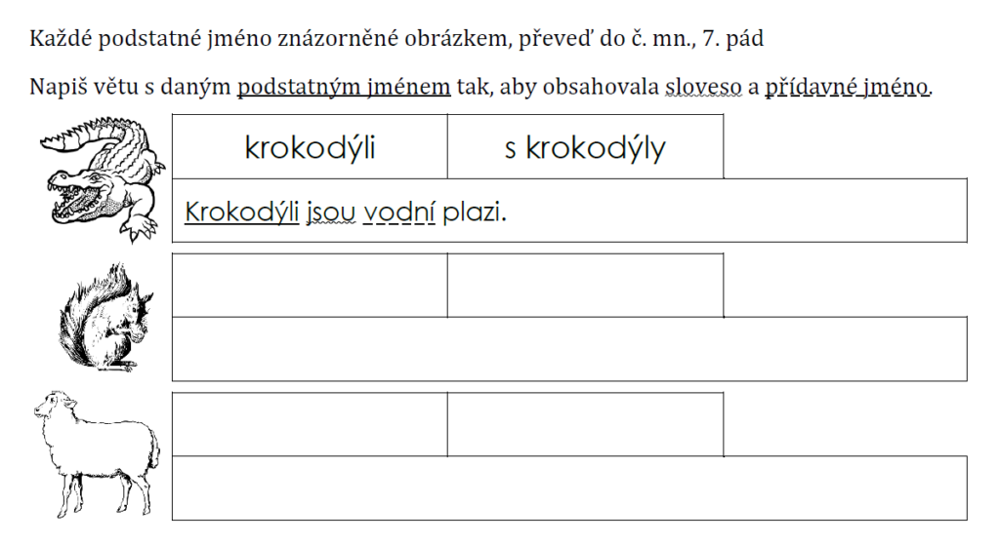 Každé podstatné jméno znázorněné obrázkem, převeď do č. mn., 7. pád
Napiš větu s daným podstatným jménem tak, aby obsahovala sloveso a přídavné jméno.
krokodýli s krokodýly
Krokodýli jsou vodní plazi.